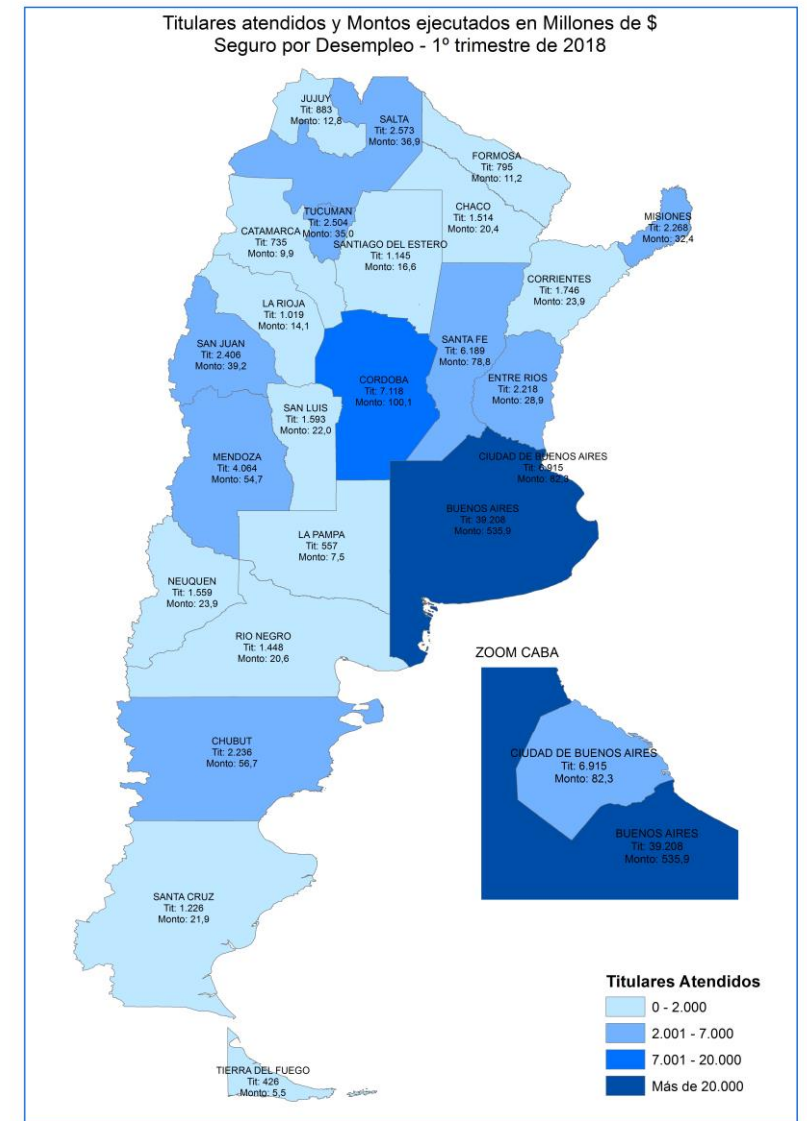 Titulares atendidos y Montos ejecutados en Millones de $
Seguro por Desempleo - 1º trimestre de 2018
JUJUY
Tit: 883
Monto: 12,8
SALTA
Tit: 2.573
Monto: 36,9
FORMOSA
Tit: 795
Monto: 11,2
CHACO
Tit: 1.514
Monto: 20,4
MISIONES
Tit: 2.268
Monto: 32,4
TUCUMAN
Tit: 2.504
Monto: 35,0
CATAMARCA
Tit: 735
Monto: 9,9
SANTIAGO DEL ESTERO
Tit: 1.145
Monto: 16,6
CORRIENTES
Tit: 1.746
Monto: 23,9
LA RIOJA
Tit: 1.019
Monto: 14,1
SAN JUAN
Tit: 2.406
Monto: 39,2
SANTA FE
Tit: 6.189
Monto: 78,8
CORDOBA
Tit: 7.118
Monto: 100,1
ENTRE RIOS
Tit: 2.218
Monto: 28,9
SAN LUIS
Tit: 1.593
Monto: 22,0
MENDOZA
Tit: 4.064
Monto: 54,7
CIUDAD DE BUENOS AIRES
Tit: 6.915
Monto: 82,3
BUENOS AIRES
Tit: 39.208
Monto: 535,9
LA PAMPA
Tit: 557
Monto: 7,5
NEUQUEN
Tit: 1.559
Monto: 23,9
RIO NEGRO
Tit: 1.448
Monto: 20,6
ZOOM CABA
CIUDAD DE BUENOS AIRES
Tit: 6.915
Monto: 82,3
BUENOS AIRES
Tit: 39.208
Monto: 535,9
CHUBUT
Tit: 2.236
Monto: 56,7
SANTA CRUZ
Tit: 1.226
Monto: 21,9
TIERRA DEL FUEGO
Tit: 426
Monto: 5,5
Titulares Atendidos
0 - 2.000
2.001 - 7.000
7.001 - 20.000
Más de 20.000